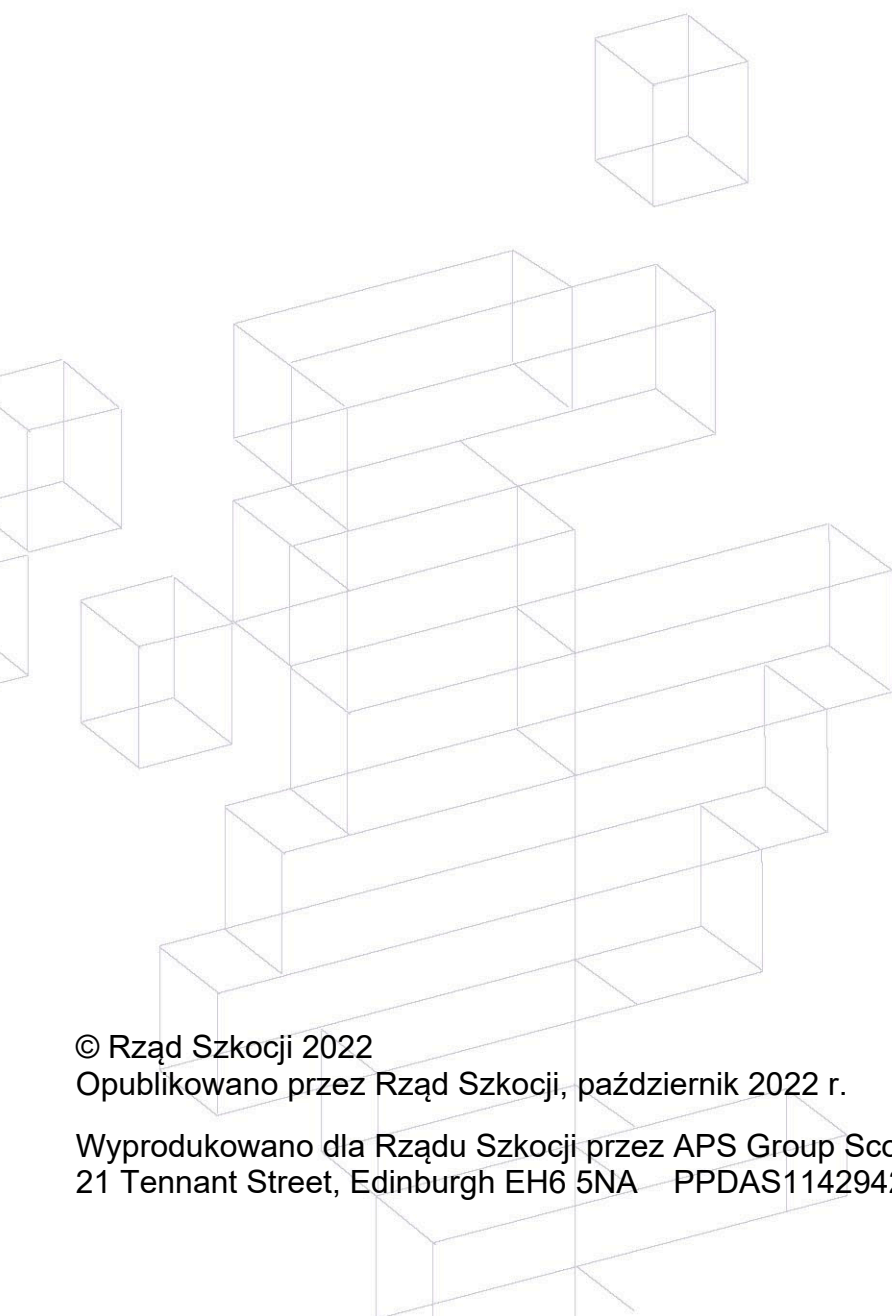 © Rząd Szkocji 2022
Opublikowano przez Rząd Szkocji, październik 2022 r.
Wyprodukowano dla Rządu Szkocji przez APS Group
21 Tennant Street, Edinburgh EH6 5NA PPDAS114294